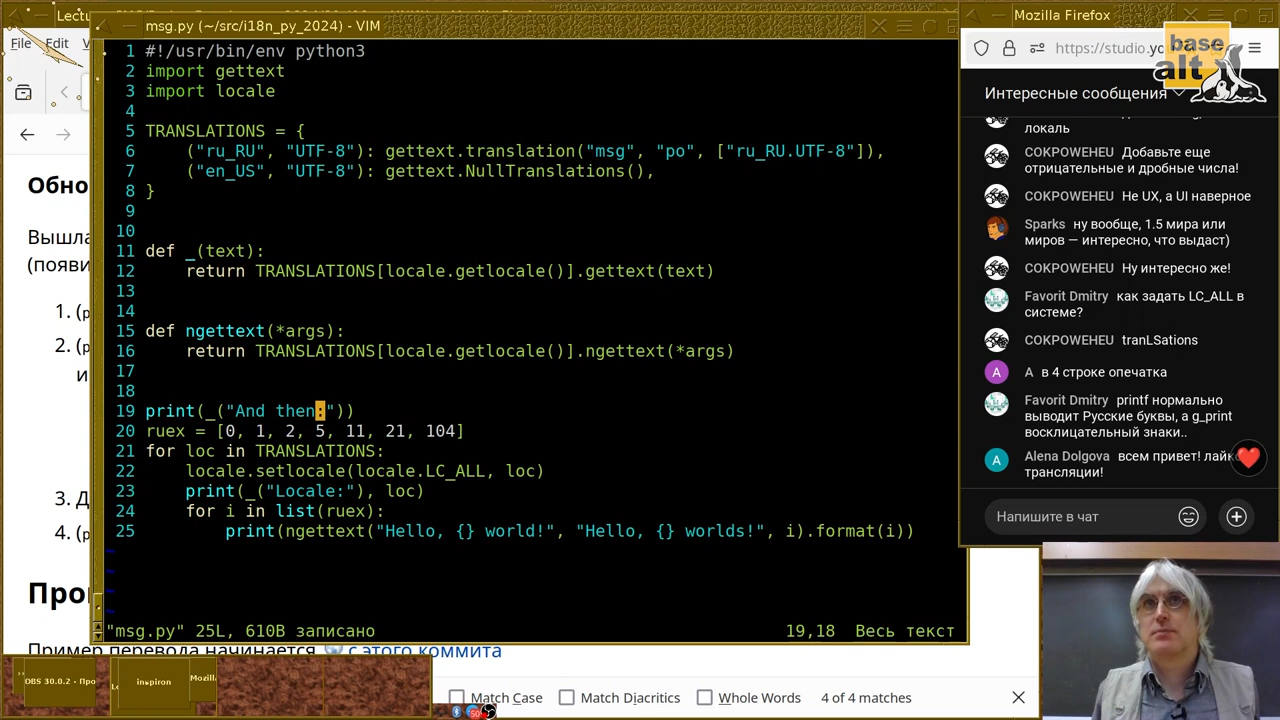 Lectu
msg.py (~/src/i18n_py_2024) - VIM
Mozilla Firefox
File Edit V
https://studio.yo
base
alt
1 #!/usr/bin/env python3
2 import gettext
3 import locale
4
5 TRANSLATIONS = {
6 ("ru_RU", "UTF-8"): gettext.translation("msg", "po", ["ru_RU.UTF-8"]),
7 ("en_US", "UTF-8"): gettext.NullTranslations(),
8 }
9
10
11 def _(text):
12 return TRANSLATIONS[locale.getlocale()].gettext(text)
13
14
15 def ngettext(*args):
16 return TRANSLATIONS[locale.getlocale()].ngettext(*args)
17
18
19 print(_("And then:"))
20 ruex = [0, 1, 2, 5, 11, 21, 104]
21 for loc in TRANSLATIONS:
22 locale.setlocale(locale.LC_ALL, loc)
23 print(_("Locale:"), loc)
24 for i in list(ruex):
25 print(ngettext("Hello, {} world!", "Hello, {} worlds!", i).format(i))
~
~
~
"msg.py" 25L, 610B записано 19,18 Весь текст
Обно
Вышла
(появи
1. (р
2. (р
и
3. Д
4. (р
Про
Пример перевода начинается с этого коммита
Интересные сообщения
локаль
COKPOWEHEU Добавьте еще
отрицательные и дробные числа!
COKPOWEHEU Не UX, а UI наверное
Sparks ну вообще, 1.5 мира или
миров — интересно, что выдаст)
COKPOWEHEU Ну интересно же!
Favorit Dmitry как задать LC_ALL в
системе?
COKPOWEHEU tranLSations
A A в 4 строке опечатка
Favorit Dmitry printf нормально
выводит Русские буквы, а g_print
восклицательный знаки..
A Alena Dolgova всем привет! лайк
трансляции!
Напишите в чат
OBS 30.0.2 - Про
inspiron
Mozill
Match Case Match Diacritics Whole Words 4 of 4 matches